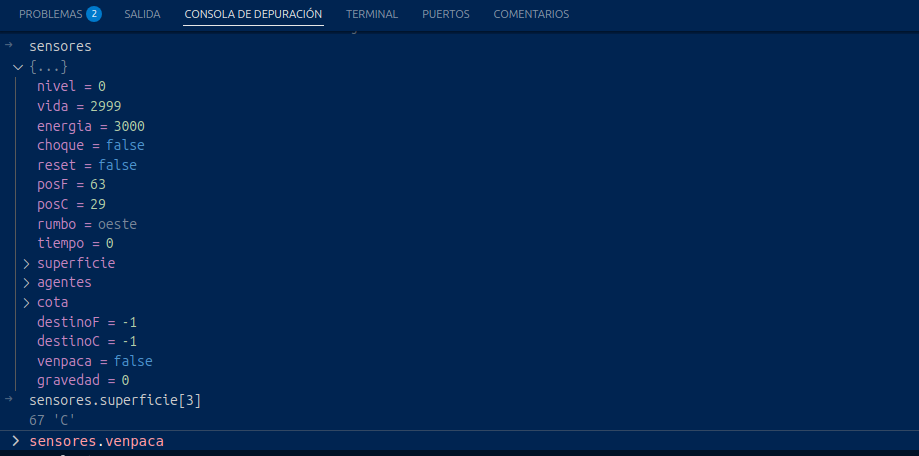 PROBLEMAS 2 SALIDA CONSOLA DE DEPURACIÓN TERMINAL PUERTOS COMENTARIOS
sensores
{...}
nivel = 0
vida = 2999
energia = 3000
choque = false
reset = false
posF = 63
posC = 29
rumbo = oeste
tiempo = 0
superficie
agentes
cota
destinoF = -1
destinoC = -1
venpaca = false
gravedad = 0
sensores.superficie[3]
67 'C'
sensores.venpaca